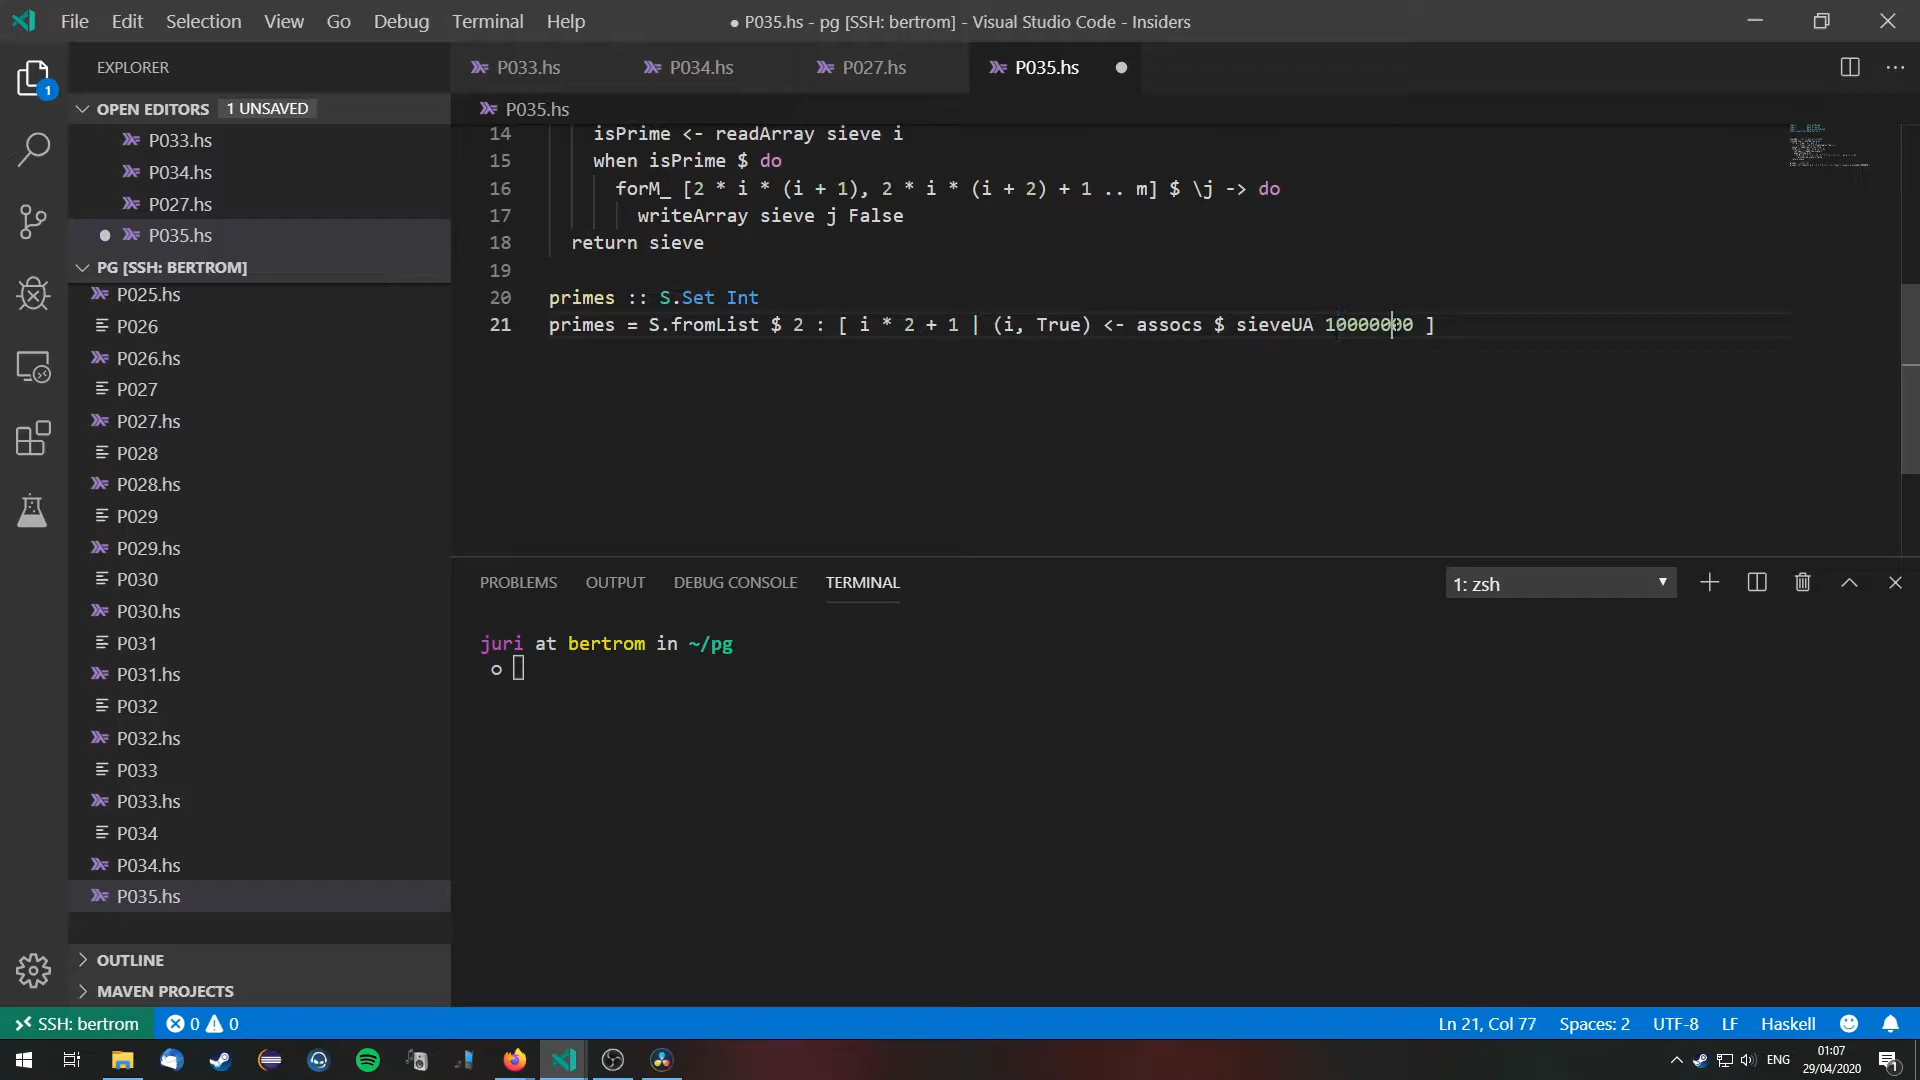 File Edit Selection View Go Debug Terminal Help
● P035.hs - pg [SSH: bertrom] - Visual Studio Code - Insiders
EXPLORER
P033.hs P034.hs P027.hs P035.hs
OPEN EDITORS 1 UNSAVED
P033.hs
P034.hs
P027.hs
P035.hs
PG [SSH: BERTROM]
P025.hs
P026
P026.hs
P027
P027.hs
P028
P028.hs
P029
P029.hs
P030
P030.hs
P031
P031.hs
P032
P032.hs
P033
P033.hs
P034
P034.hs
P035.hs
OUTLINE
MAVEN PROJECTS
1
P035.hs
14 isPrime <- readArray sieve i
15 when isPrime $ do
16 forM_ [2 * i * (i + 1), 2 * i * (i + 2) + 1 .. m] $ \j -> do
17 writeArray sieve j False
18 return sieve
19
20 primes :: S.Set Int
21 primes = S.fromList $ 2 : [ i * 2 + 1 | (i, True) <- assocs $ sieveUA 10000000 ]
PROBLEMS OUTPUT DEBUG CONSOLE TERMINAL
1: zsh
juri at bertrom in ~/pg
SSH: bertrom 0 0
Ln 21, Col 77 Spaces: 2 UTF-8 LF Haskell
ENG
01:07
29/04/2020
1